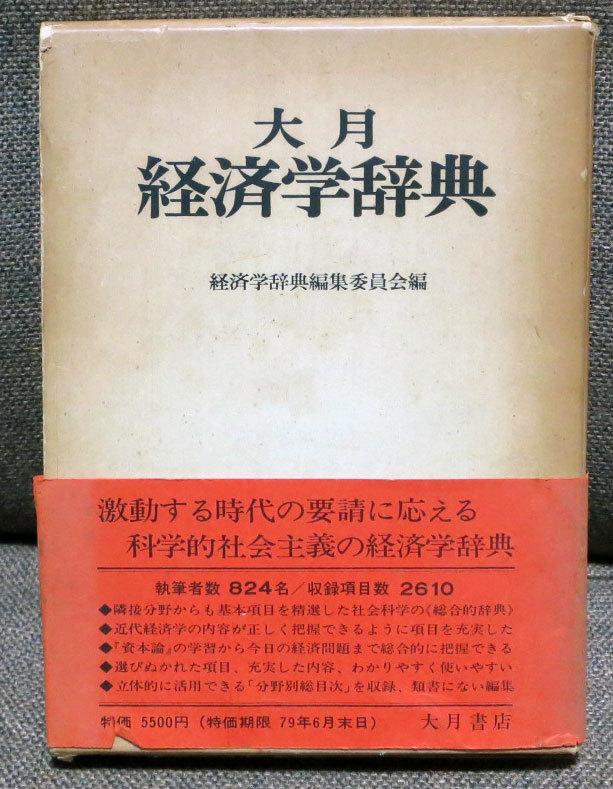 大月
経済学辞典
経済学辞典編集委員会編
激動する時代の要請に応える
科学的社会主義の経済学辞典
執筆者数 824名/収録項目数 2610
◆隣接分野からも基本項目を精選した社会科学の《総合的辞典》
◆近代経済学の内容が正しく把握できるように項目を充実した
◆『資本論』の学習から今日の経済問題まで総合的に把握できる
◆選びぬかれた項目、充実した内容、わかりやすく使いやすい
◆立体的に活用できる「分野別総目次」を収録、類書にない編集
特価 5500円(特価期限 79年6月末日) 大月書店